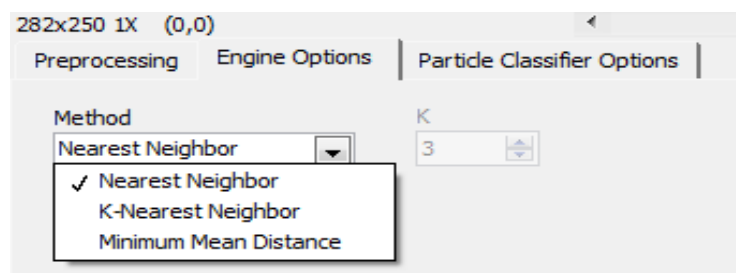 282x250 1X (0,0)
Preprocessing Engine Options Particle Classifier Options
Method K
Nearest Neighbor 3
✓ Nearest Neighbor
K-Nearest Neighbor
Minimum Mean Distance